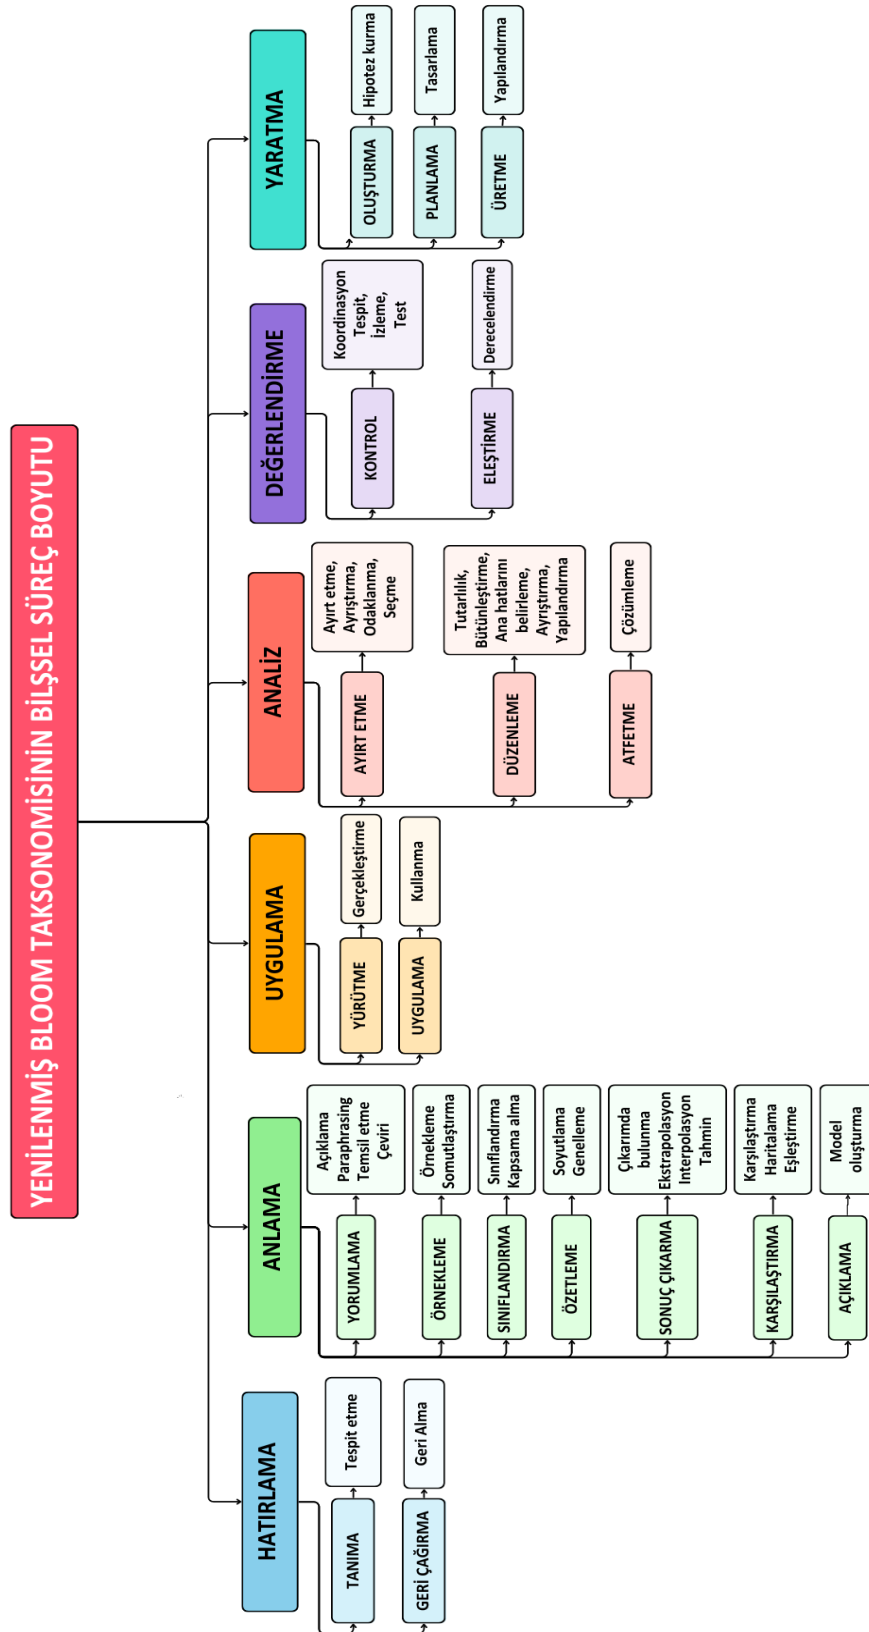 YENİLENMİŞ BLOOM TAKSONOMİSİNİN BİLŞSEL SÜREÇ BOYUTU
HATIRLAMA
TANIMA
Tespit etme
GERİ ÇAĞIRMA
Geri Alma
ANLAMA
YORUMLAMA
Açıklama
Paraphrasing
Temsil etme
Çeviri
ÖRNEKLEME
Örnekleme
Somutlaştırma
SINIFLANDIRMA
Sınıflandırma
Kapsama alma
ÖZETLEME
Soyutlama
Genelleme
SONUÇ ÇIKARMA
Çıkarımda
bulunma
Ekstrapolasyon
Interpolasyon
Tahmin
KARŞILAŞTIRMA
Karşılaştırma
Haritalama
Eşleştirme
AÇIKLAMA
Model
oluşturma
UYGULAMA
YÜRÜTME
Gerçekleştirme
UYGULAMA
Kullanma
ANALİZ
AYIRT ETME
Ayırt etme,
Ayrıştırma,
Odaklanma,
Seçme
DÜZENLEME
Tutarlılık,
Bütünleştirme,
Ana hatlarını
belirleme,
Ayrıştırma,
Yapılandırma
ATFETME
Çözümleme
DEĞERLENDİRME
KONTROL
Koordinasyon
Tespit,
İzleme,
Test
ELEŞTİRME
Derecelendirme
YARATMA
OLUŞTURMA
Hipotez kurma
PLANLAMA
Tasarlama
ÜRETME
Yapılandırma